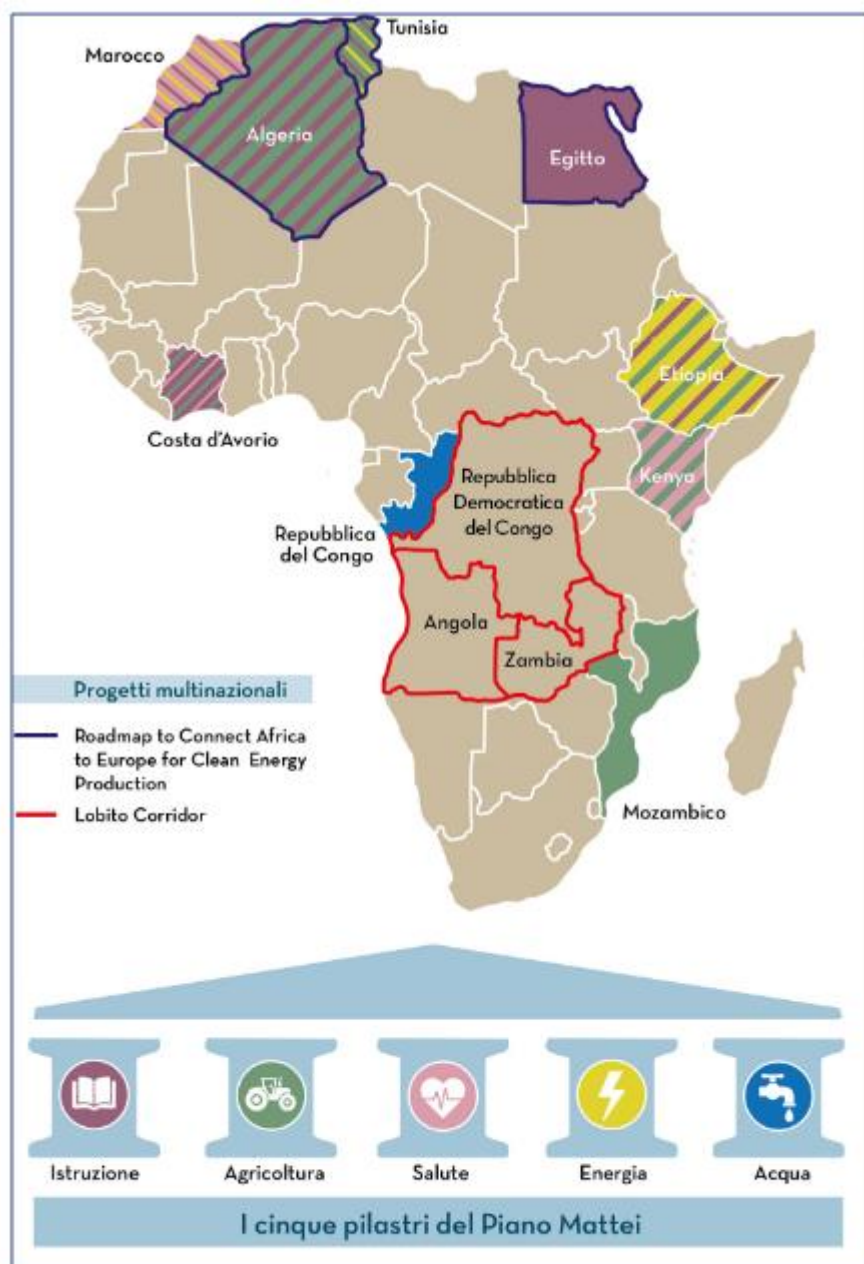 Tunisia
Marocco
Algeria
Egitto
Etiopia
Costa d'Avorio
Kenya
Repubblica
Democratica
del Congo
Repubblica
del Congo
Angola
Zambia
Mozambico
Progetti multinazionali
Roadmap to Connect Africa
to Europe for Clean Energy
Production
Lobito Corridor
Istruzione
Agricoltura
Salute
Energia
Acqua
I cinque pilastri del Piano Mattei